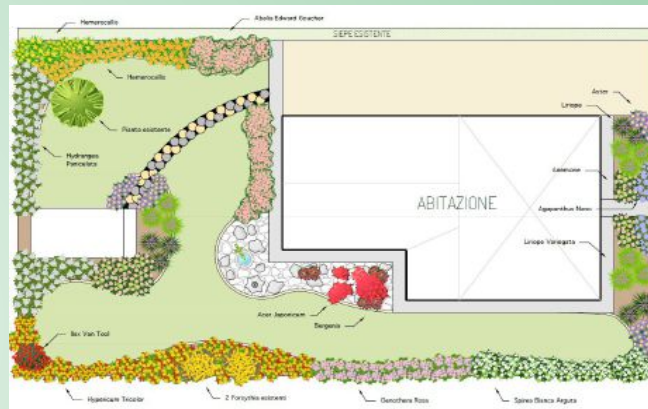 Hemerocallis
Abelia Edward Goucher
SIEPE ESISTENTE
Hemerocallis
Aster
Liriope
Pianta esistente
Hydrangea
Paniculata
ABITAZIONE
Agapanthus Nano
Liriope Variegata
Acer Japonicum
Bergenia
Ilex Van Tool
Hypericum Tricolor
2 Forsythia esistenti
Oenothera Rosa
Spirea Bianca Arguta